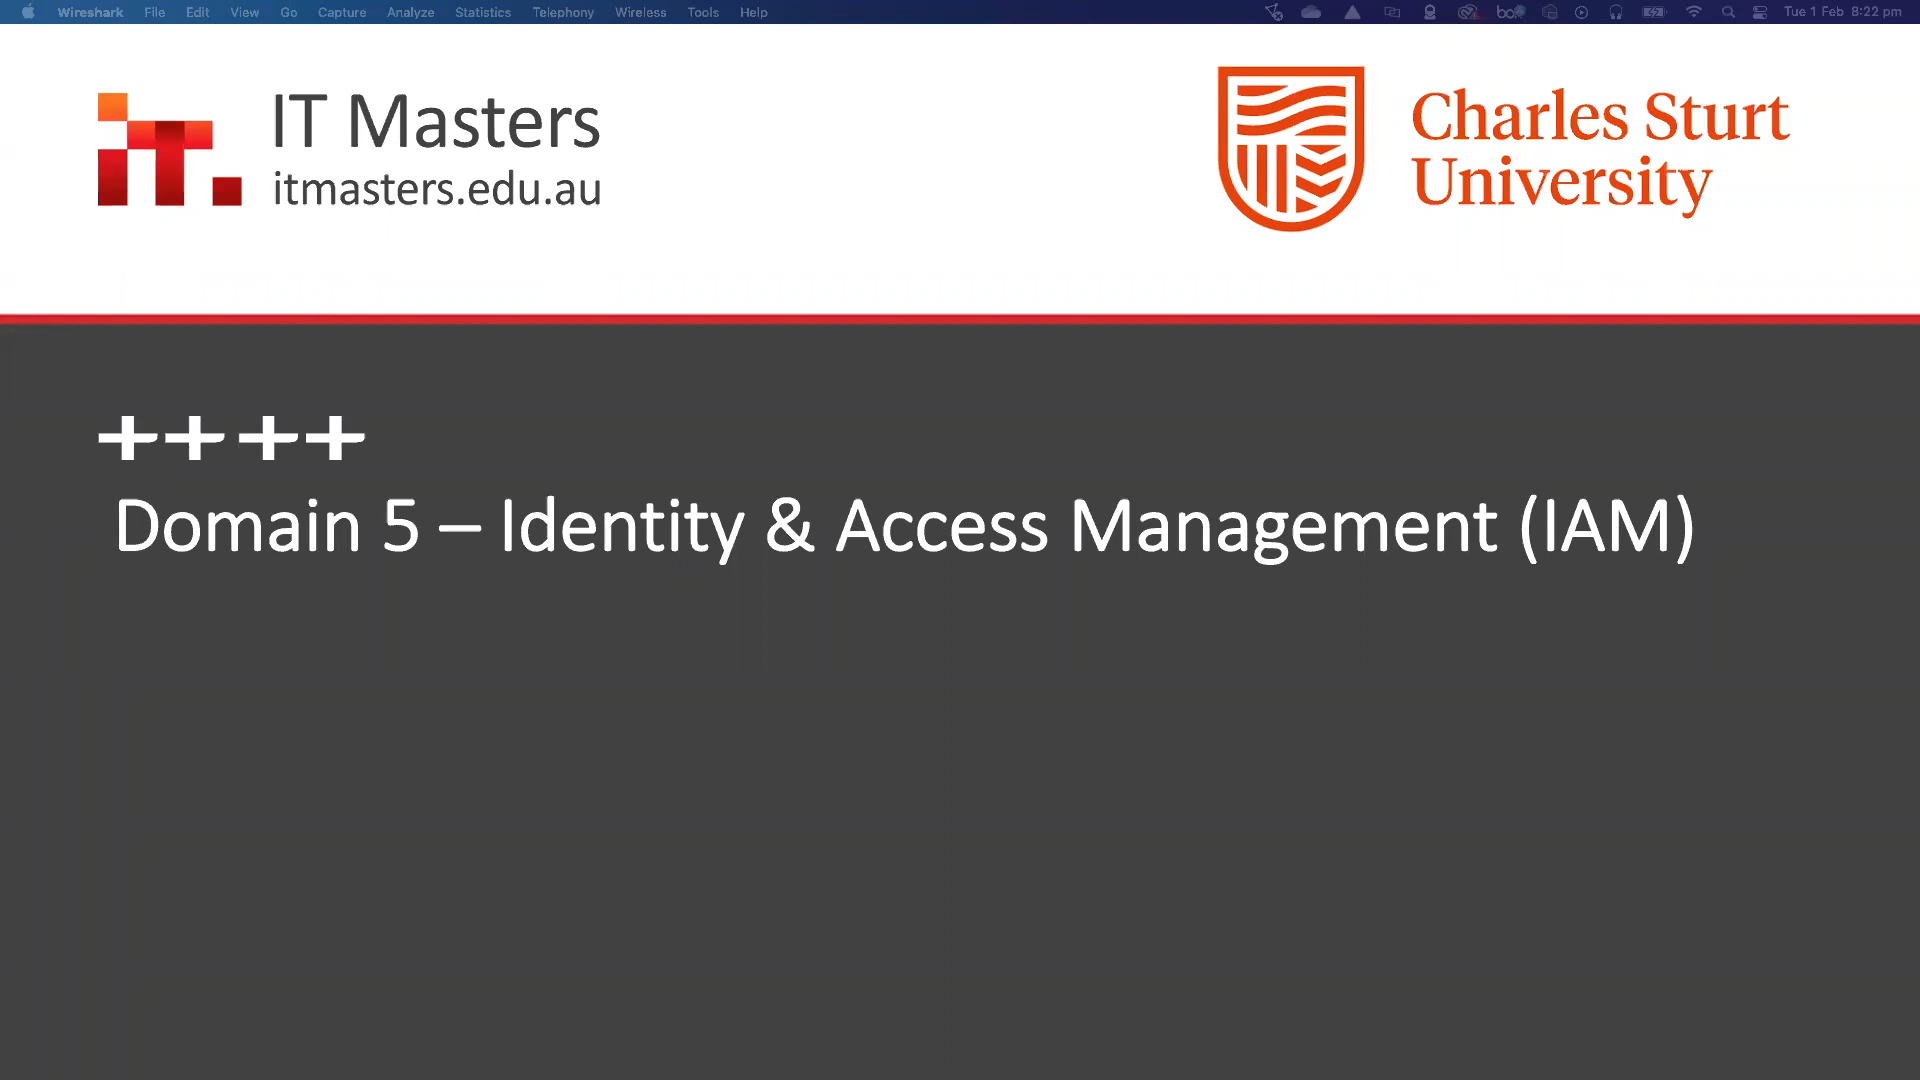 Wireshark File Edit View Go Capture Analyze Statistics Telephony Wireless Tools Help Tue 1 Feb 8:22 pm
IT Masters
itmasters.edu.au
Charles Sturt
University
++++
Domain 5 – Identity & Access Management (IAM)